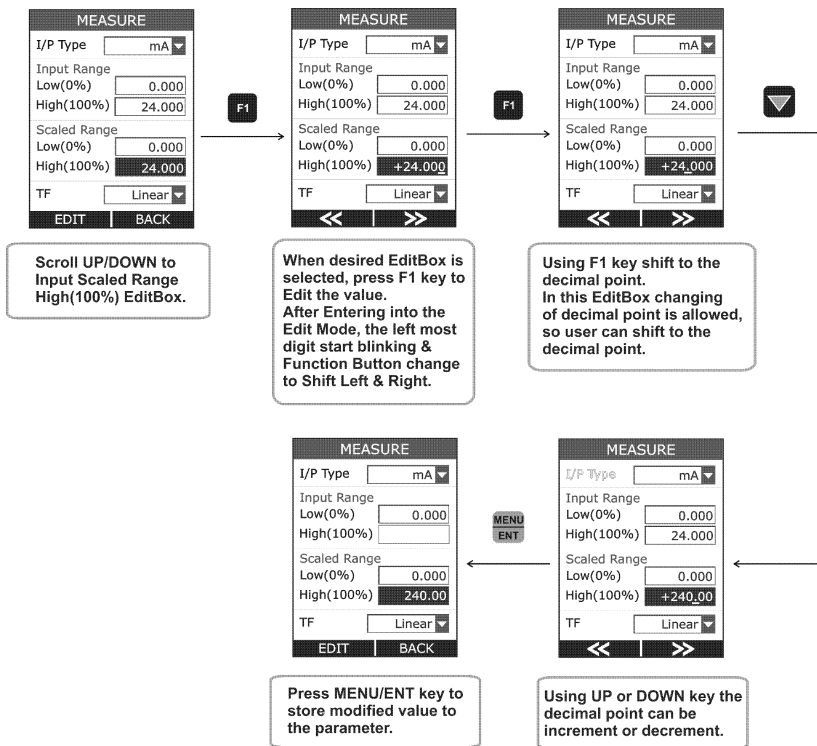 MEASURE
I/P Type mA
Input Range
Low(0%) 0.000
High(100%) 24.000
Scaled Range
Low(0%) 0.000
High(100%) 24.000
TF Linear
EDIT BACK
Scroll UP/DOWN to
Input Scaled Range
High(100%) EditBox.
F1
MEASURE
I/P Type mA
Input Range
Low(0%) 0.000
High(100%) 24.000
Scaled Range
Low(0%) 0.000
High(100%) +24.000
TF Linear
<< >>
When desired EditBox is
selected, press F1 key to
Edit the value.
After Entering into the
Edit Mode, the left most
digit start blinking &
Function Button change
to Shift Left & Right.
F1
MEASURE
I/P Type mA
Input Range
Low(0%) 0.000
High(100%) 24.000
Scaled Range
Low(0%) 0.000
High(100%) +24.000
TF Linear
<< >>
Using F1 key shift to the
decimal point.
In this EditBox changing
of decimal point is allowed,
so user can shift to the
decimal point.
MEASURE
I/P Type mA
Input Range
Low(0%) 0.000
High(100%) 24.000
Scaled Range
Low(0%) 0.000
High(100%) +240.00
TF Linear
<< >>
Using UP or DOWN key the
decimal point can be
increment or decrement.
MENU
ENT
MEASURE
I/P Type mA
Input Range
Low(0%) 0.000
High(100%)
Scaled Range
Low(0%) 0.000
High(100%) 240.00
TF Linear
EDIT BACK
Press MENU/ENT key to
store modified value to
the parameter.